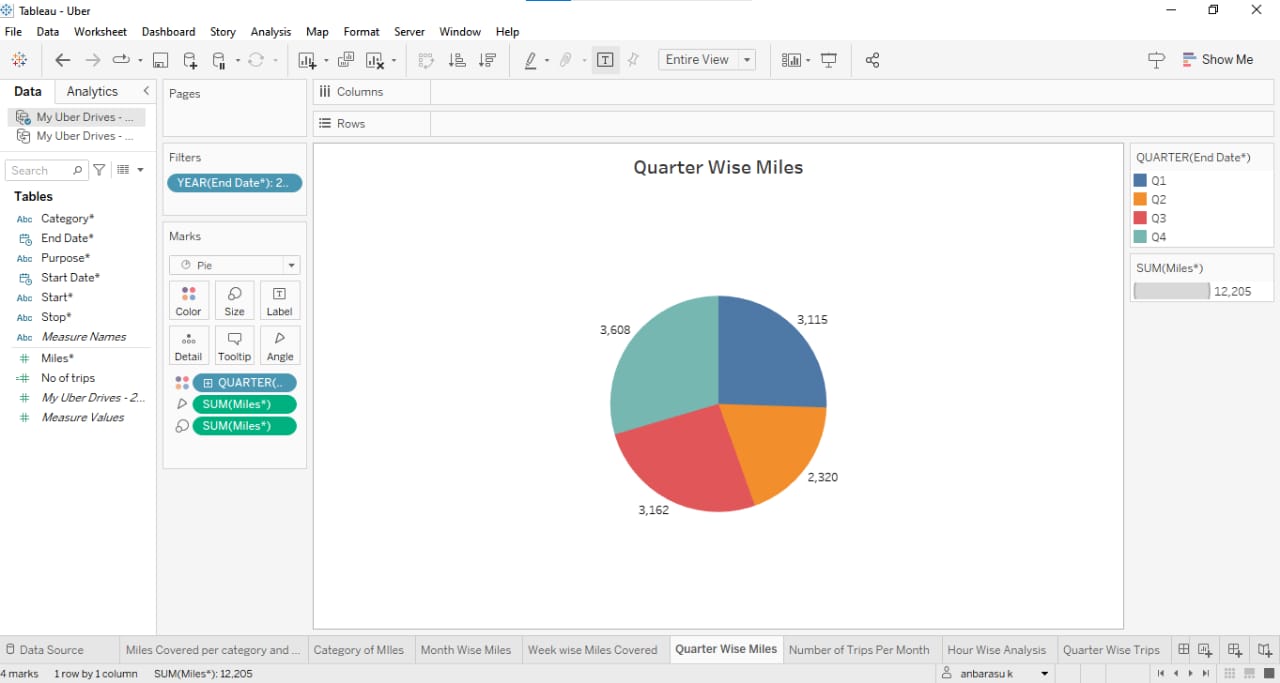 Tableau - Uber
File Data Worksheet Dashboard Story Analysis Map Format Server Window Help
Entire View
Show Me
Data Analytics
My Uber Drives - ...
My Uber Drives - ...
Search
Tables
Abc Category*
End Date*
Abc Purpose*
Start Date*
Abc Start*
Abc Stop*
Abc Measure Names
# Miles*
=# No of trips
# My Uber Drives - 2...
# Measure Values
Pages
Filters
YEAR(End Date*): 2..
Marks
Pie
Color Size Label
Detail Tooltip Angle
QUARTER(..
SUM(Miles*)
SUM(Miles*)
Columns
Rows
Quarter Wise Miles
3,608
3,115
2,320
3,162
QUARTER(End Date*)
Q1
Q2
Q3
Q4
SUM(Miles*)
12,205
Data Source Miles Covered per category and ... Category of MIles Month Wise Miles Week wise Miles Covered Quarter Wise Miles Number of Trips Per Month Hour Wise Analysis Quarter Wise Trips
4 marks 1 row by 1 column SUM(Miles*): 12,205 anbarasu k